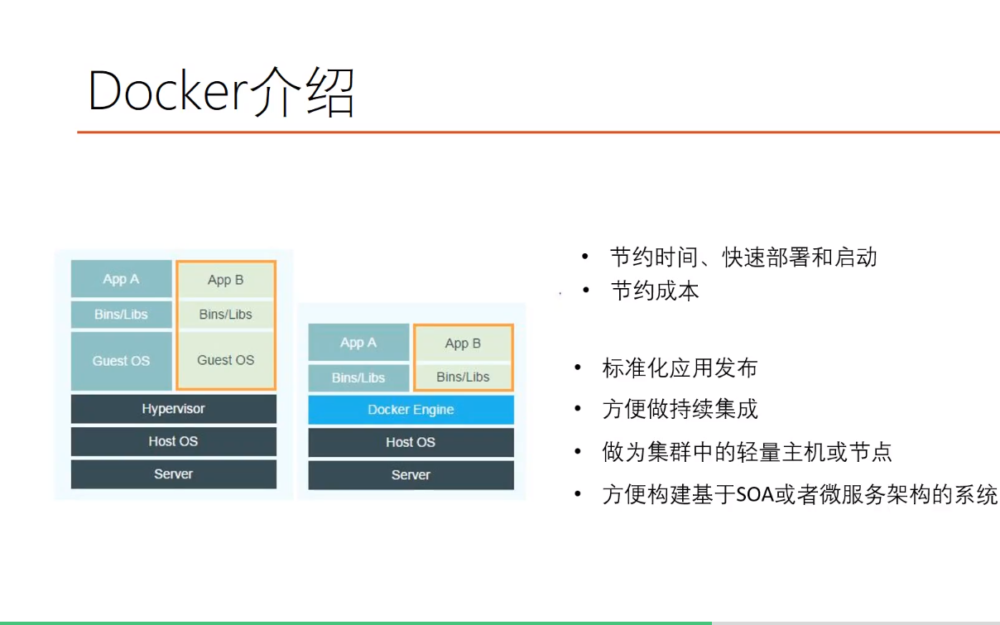 Docker介绍
App A
App B
Bins/Libs
Bins/Libs
Guest OS
Guest OS
Hypervisor
Host OS
Server
App A
App B
Bins/Libs
Bins/Libs
Docker Engine
Host OS
Server
• 节约时间、快速部署和启动
• 节约成本
• 标准化应用发布
• 方便做持续集成
• 做为集群中的轻量主机或节点
• 方便构建基于SOA或者微服务架构的系统